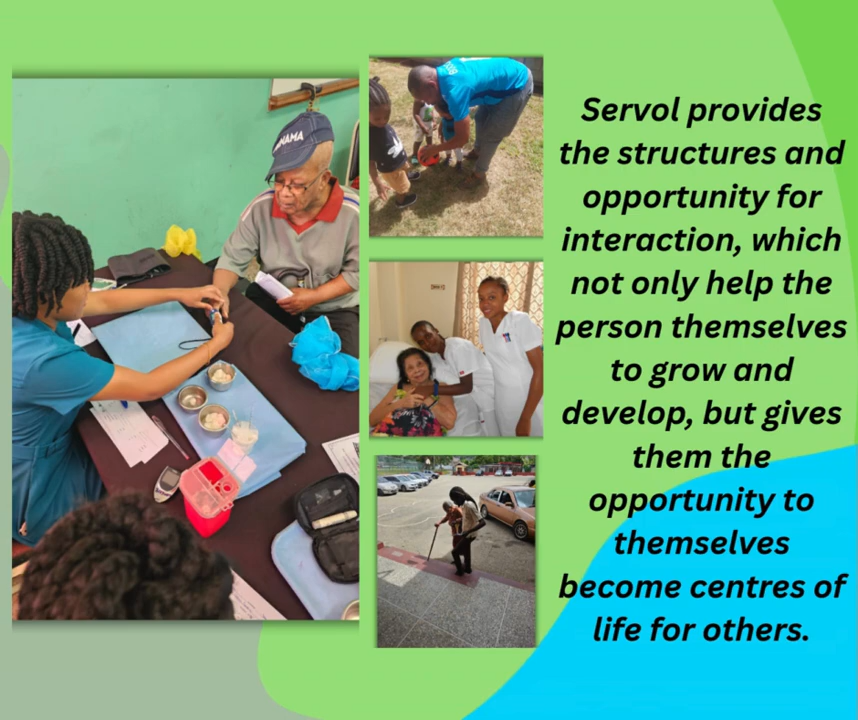 PANAMA
Servol provides
the structures and
opportunity for
interaction, which
not only help the
person themselves
to grow and
develop, but gives
them the
opportunity to
themselves
become centres of
life for others.